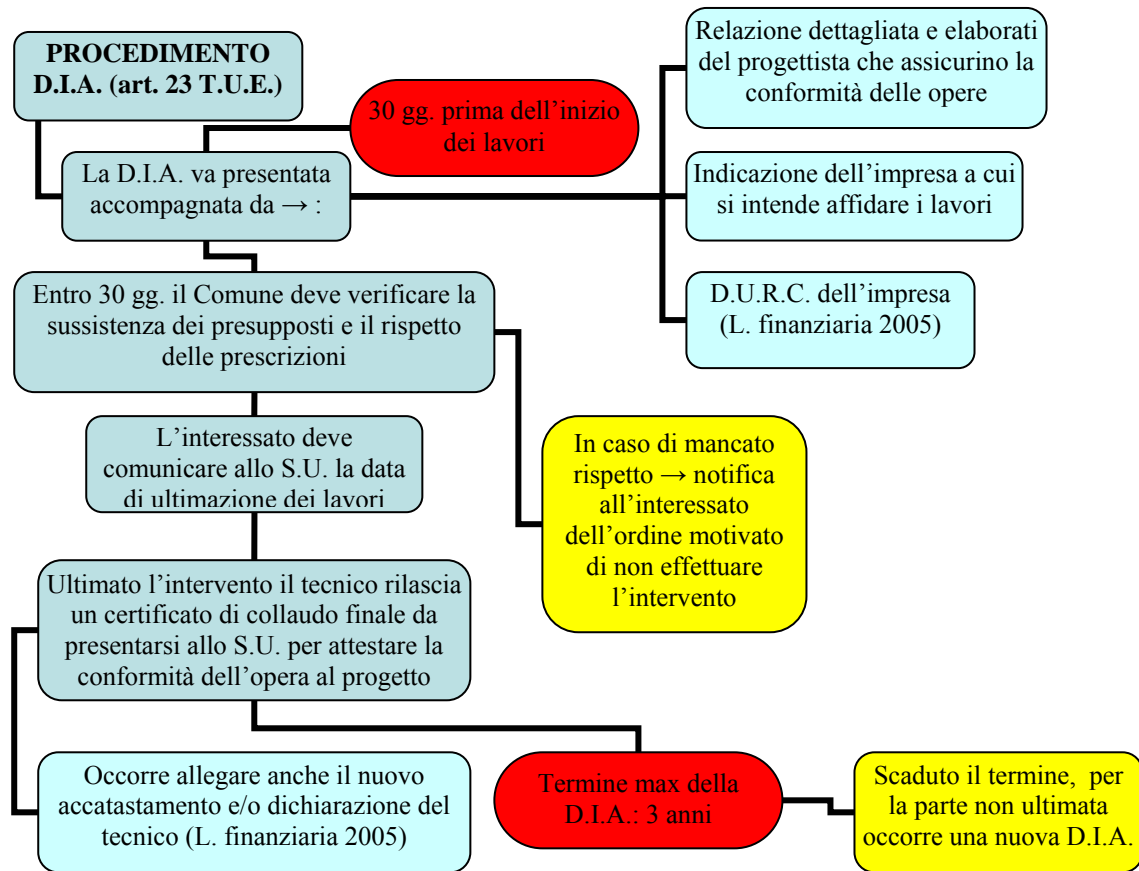 PROCEDIMENTO
D.I.A. (art. 23 T.U.E.)
30 gg. prima dell’inizio
dei lavori
Relazione dettagliata e elaborati
del progettista che assicurino la
conformità delle opere
La D.I.A. va presentata
accompagnata da → :
Indicazione dell’impresa a cui
si intende affidare i lavori
D.U.R.C. dell’impresa
(L. finanziaria 2005)
Entro 30 gg. il Comune deve verificare la
sussistenza dei presupposti e il rispetto
delle prescrizioni
L’interessato deve
comunicare allo S.U. la data
di ultimazione dei lavori
In caso di mancato
rispetto → notifica
all’interessato
dell’ordine motivato
di non effettuare
l’intervento
Ultimato l’intervento il tecnico rilascia
un certificato di collaudo finale da
presentarsi allo S.U. per attestare la
conformità dell’opera al progetto
Occorre allegare anche il nuovo
accatastamento e/o dichiarazione del
tecnico (L. finanziaria 2005)
Termine max della
D.I.A.: 3 anni
Scaduto il termine, per
la parte non ultimata
occorre una nuova D.I.A.